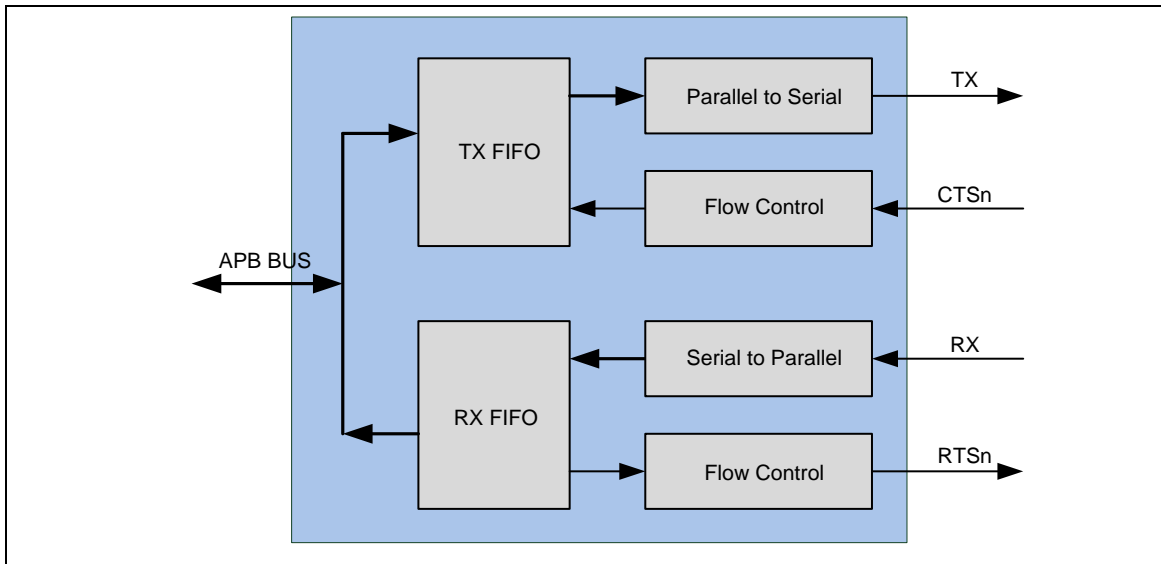 Parallel to Serial
TX
TX FIFO
Flow Control
CTSn
APB BUS
Serial to Parallel
RX
RX FIFO
Flow Control
RTSn